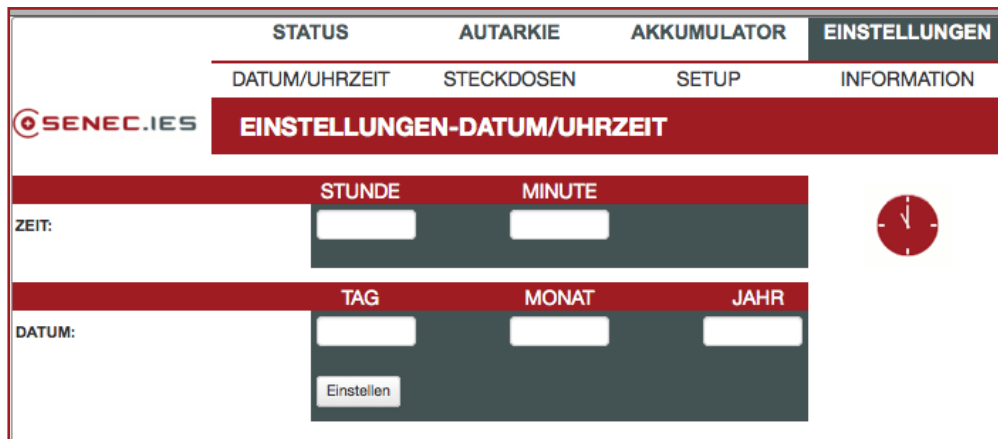 STATUS AUTARKIE AKKUMULATOR EINSTELLUNGEN
DATUM/UHRZEIT STECKDOSEN SETUP INFORMATION
SENEC.IES EINSTELLUNGEN-DATUM/UHRZEIT
STUNDE MINUTE
ZEIT:
TAG MONAT JAHR
DATUM:
Einstellen